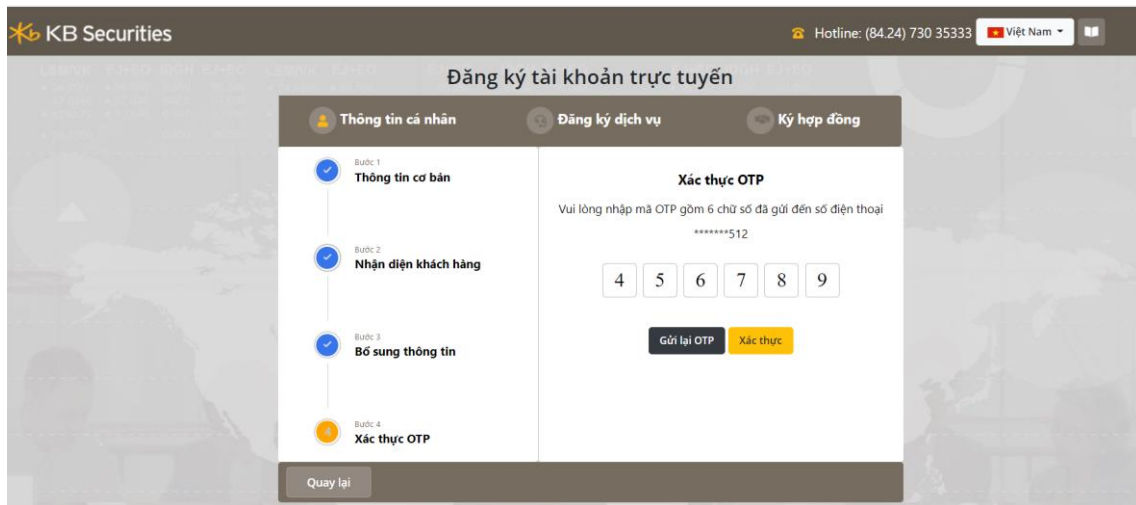 KB Securities
Hotline: (84.24) 730 35333
Việt Nam
Đăng ký tài khoản trực tuyến
Thông tin cá nhân
Đăng ký dịch vụ
Ký hợp đồng
Bước 1
Thông tin cơ bản
Bước 2
Nhận diện khách hàng
Bước 3
Bổ sung thông tin
4
Bước 4
Xác thực OTP
Xác thực OTP
Vui lòng nhập mã OTP gồm 6 chữ số đã gửi đến số điện thoại
*******512
4 5 6 7 8 9
Gửi lại OTP
Xác thực
Quay lại